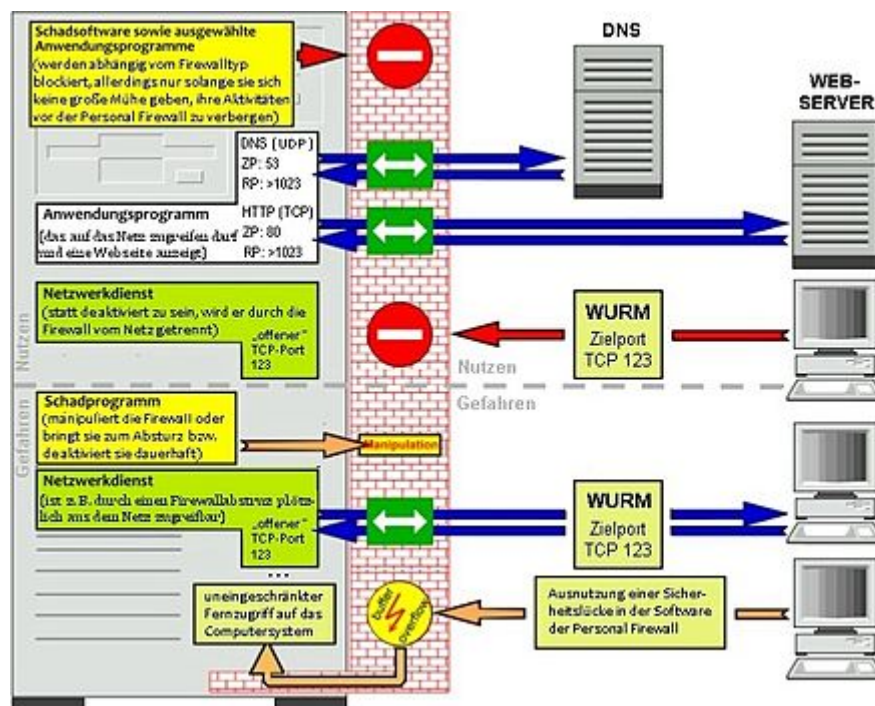 Schadsoftware sowie ausgewählte
Anwendungsprogramme
(werden abhängig vom Firewalltyp
blockiert, allerdings nur solange sie sich
keine große Mühe geben, ihre Aktivitäten
vor der Personal Firewall zu verbergen)
DNS
WEB-
SERVER
DNS (UDP)
ZP: 53
RP: >1023
Anwendungsprogramm
(das auf das Netz zugreifen darf
und eine Webseite anzeigt)
HTTP (TCP)
ZP: 80
RP: >1023
Netzwerkdienst
(statt deaktiviert zu sein, wird er durch die
Firewall vom Netz getrennt)
„offener"
TCP-Port
123
WURM
Zielport
TCP 123
Nutzen
Nutzen
Gefahren
Gefahren
Schadprogramm
(manipuliert die Firewall oder
bringt sie zum Absturz bzw.
deaktiviert sie dauerhaft)
Manipulation
Netzwerkdienst
(ist z. B. durch einen Firewallabsturz plötz-
lich aus dem Netz zugreifbar)
„offener"
TCP-Port
123
...
WURM
Zielport
TCP 123
uneingeschränkter
Fernzugriff auf das
Computersystem
buffer
overflow
Ausnutzung einer Sicher-
heitslücke in der Software
der Personal Firewall